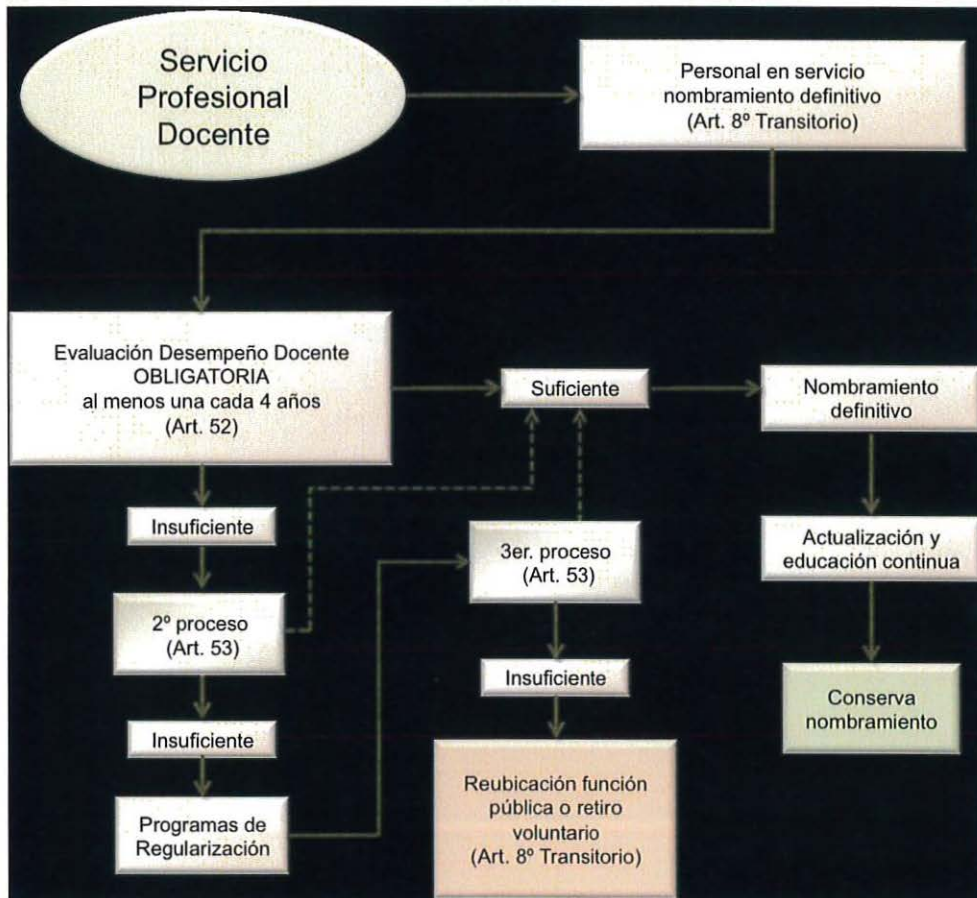 Servicio
Profesional
Docente
Personal en servicio
nombramiento definitivo
(Art. 8º Transitorio)
Evaluación Desempeño Docente
OBLIGATORIA
al menos una cada 4 años
(Art. 52)
Suficiente
Nombramiento
definitivo
Insuficiente
3er. proceso
(Art. 53)
Actualización y
educación continua
2º proceso
(Art. 53)
Insuficiente
Conserva
nombramiento
Insuficiente
Reubicación función
pública o retiro
voluntario
(Art. 8º Transitorio)
Programas de
Regularización